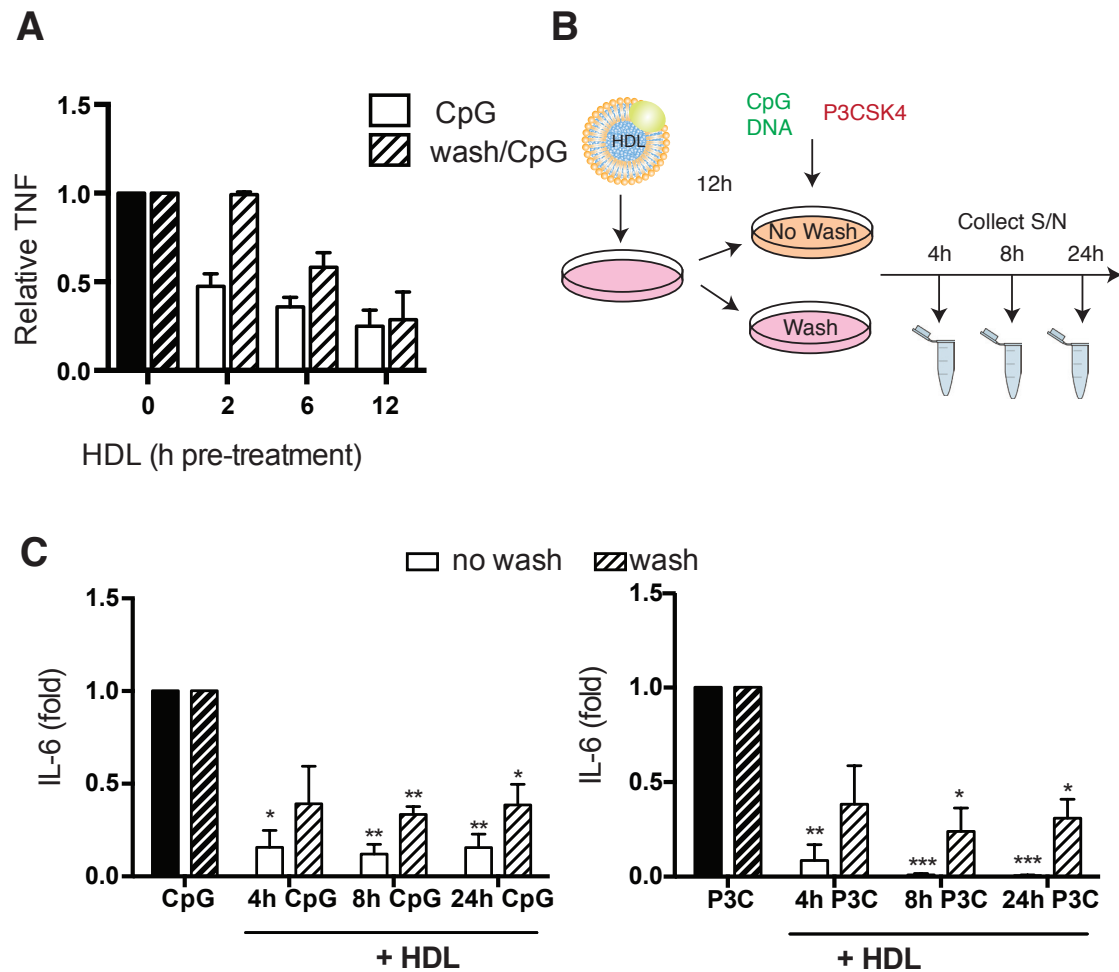 A
1.5
1.0
0.5
0.0
Relative TNF
0 2 6 12
HDL (h pre-treatment)
CpG
wash/CpG
B
HDL
12h
CpG
DNA
P3CSK4
No Wash
Wash
Collect S/N
4h 8h 24h
C
no wash wash
1.5
1.0
0.5
0.0
IL-6 (fold)
* ** ** ** *
CpG 4h CpG 8h CpG 24h CpG
+ HDL
1.5
1.0
0.5
0.0
IL-6 (fold)
** *** * *** *
P3C 4h P3C 8h P3C 24h P3C
+ HDL